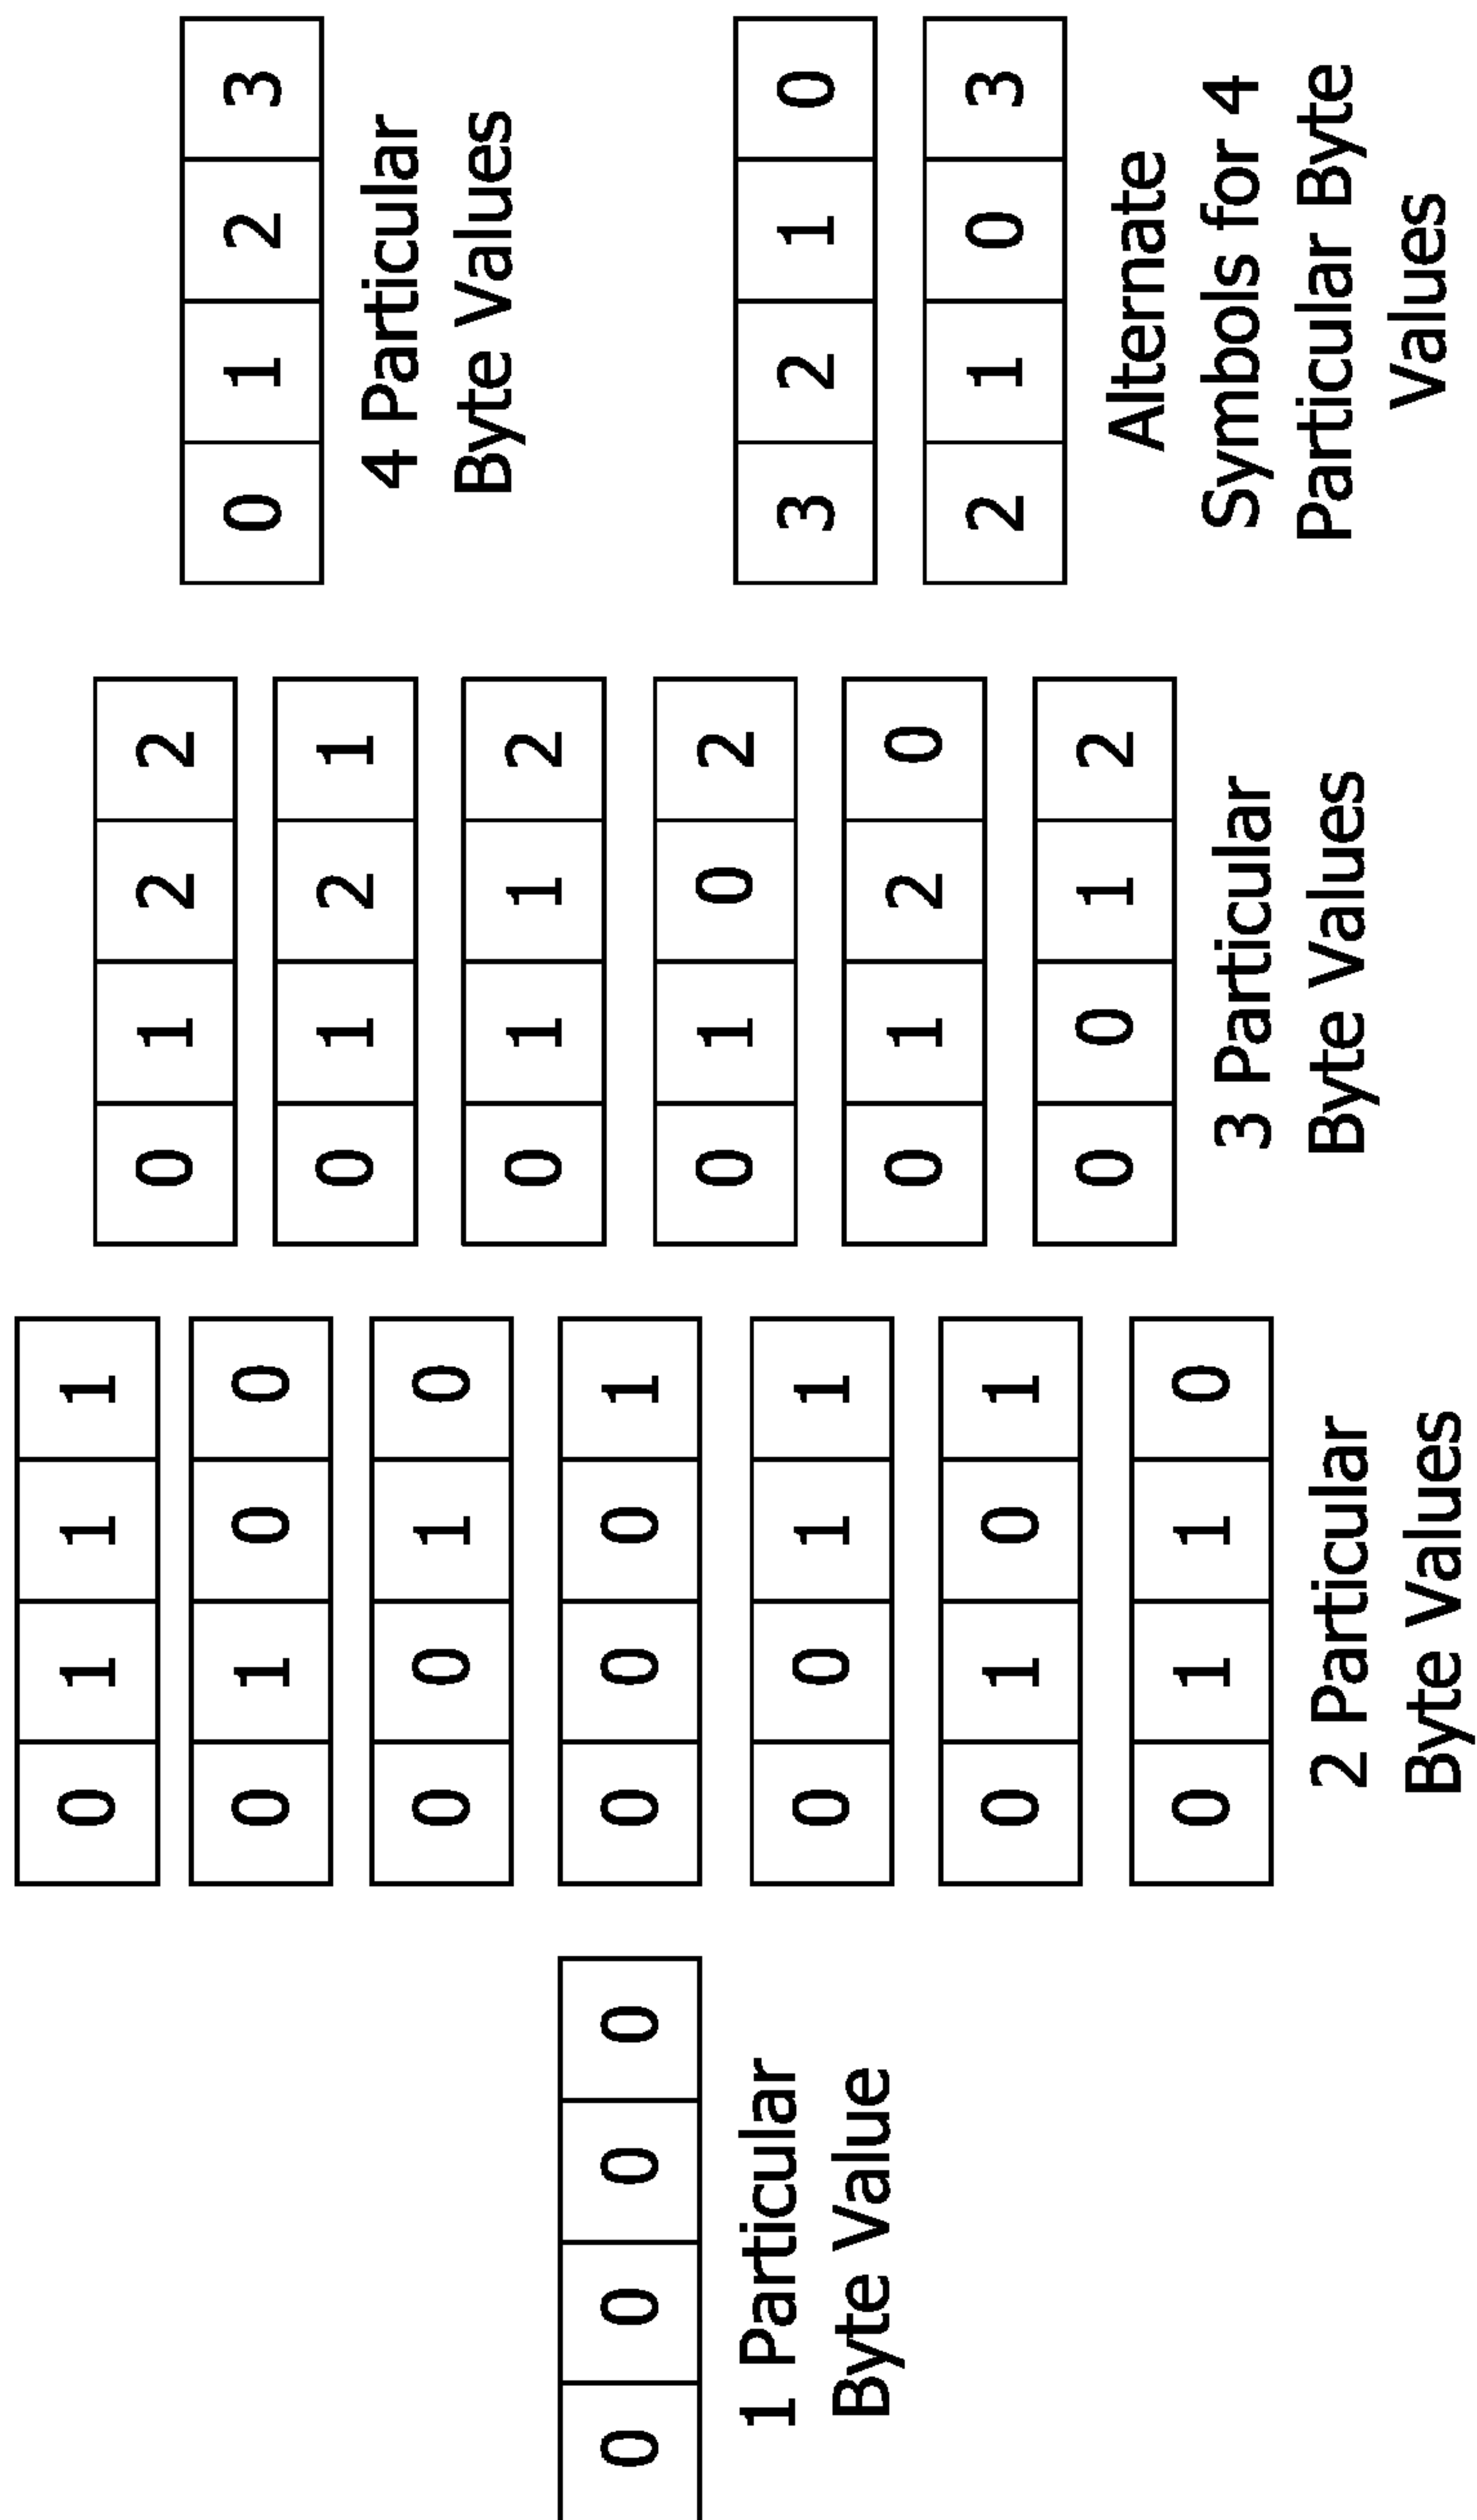 0 0 0 0
1 Particular
Byte Value
0 1 1 1
0 1 0 0
0 0 1 0
0 0 0 1
0 0 1 1
0 1 0 1
0 1 1 0
2 Particular
Byte Values
0 1 2 2
0 1 2 1
0 1 1 2
0 1 0 2
0 1 2 0
0 0 1 2
3 Particular
Byte Values
0 1 2 3
4 Particular
Byte Values
3 2 1 0
2 1 0 3
Alternate
Symbols for 4
Particular Byte
Values